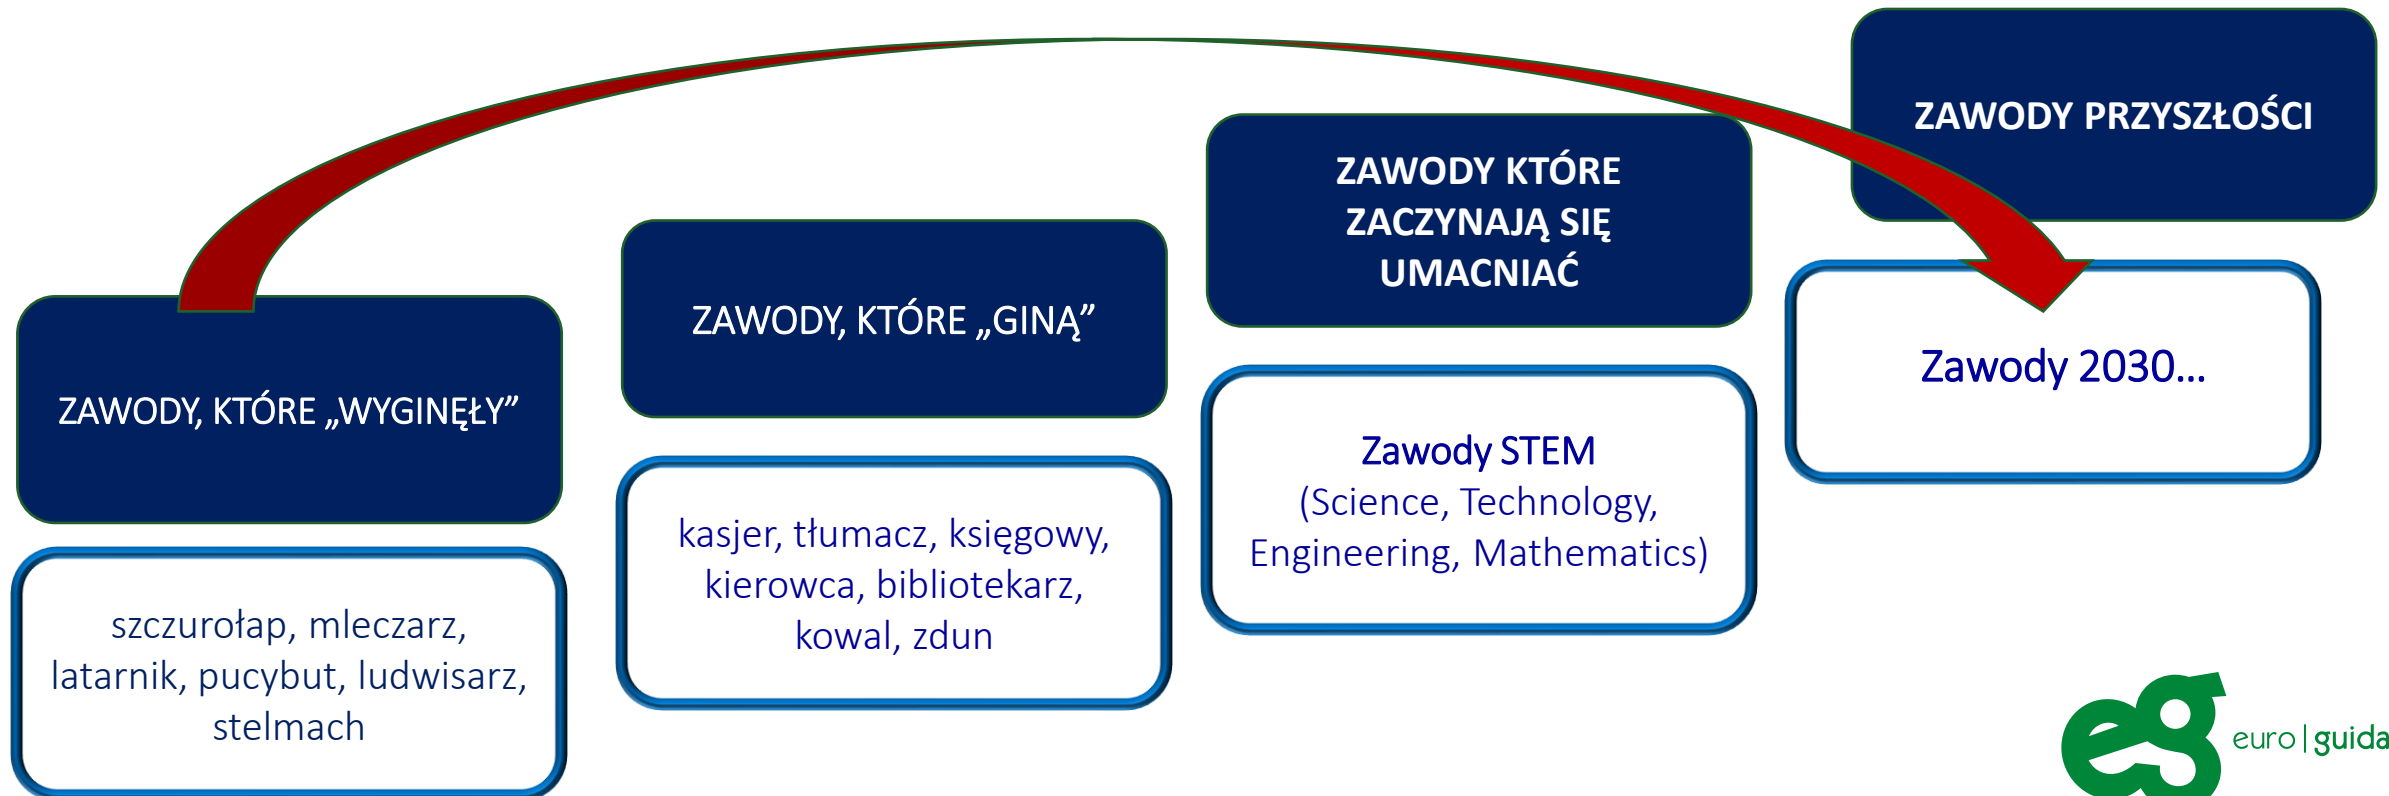 ZAWODY, KTÓRE „WYGINĘŁY”
szczurołap, mleczarz,
latarnik, pucybut, ludwisarz,
stelmach
ZAWODY, KTÓRE „GINĄ”
kasjer, tłumacz, księgowy,
kierowca, bibliotekarz,
kowal, zdun
ZAWODY KTÓRE
ZACZYNAJĄ SIĘ
UMACNIAĆ
Zawody STEM
(Science, Technology,
Engineering, Mathematics)
ZAWODY PRZYSZŁOŚCI
Zawody 2030...
eg
euro|guida